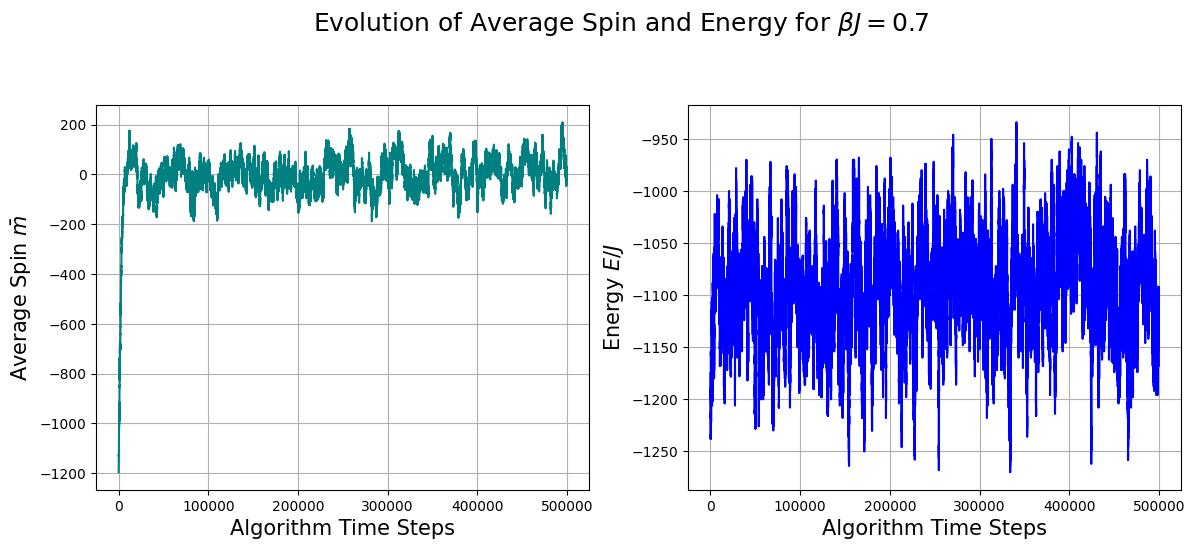 Evolution of Average Spin and Energy for βJ = 0.7
Average Spin m̄
200
0
−200
−400
−600
−800
−1000
−1200
0 100000 200000 300000 400000 500000
Algorithm Time Steps
Energy E/J
−950
−1000
−1050
−1100
−1150
−1200
−1250
0 100000 200000 300000 400000 500000
Algorithm Time Steps